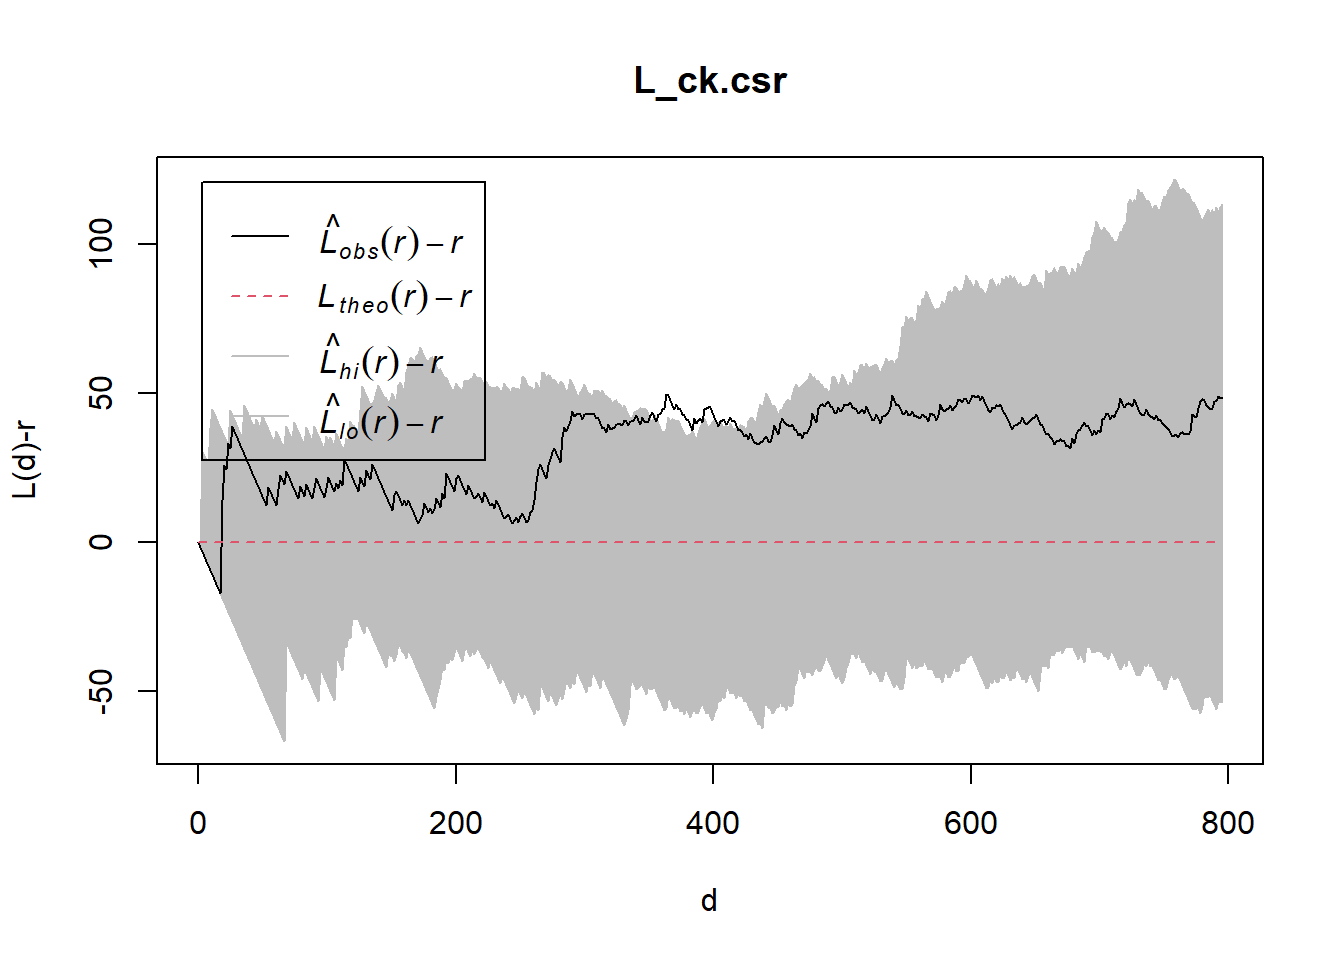 L_ck.csr
L̂obs(r) − r
Ltheo(r) − r
L̂hi(r) − r
L̂lo(r) − r
L(d)-r
100
50
0
-50
0 200 400 600 800
d